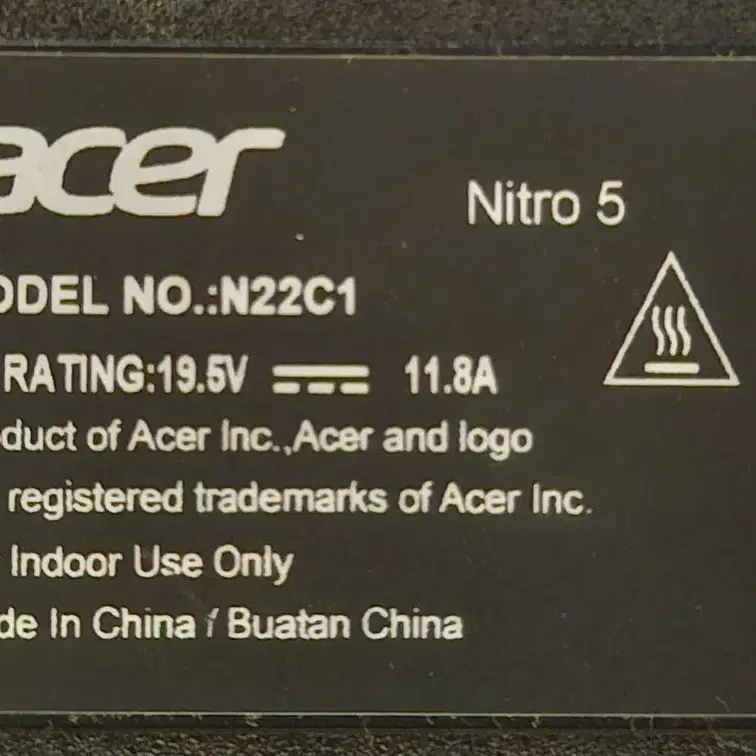 acer
Nitro 5
ODEL NO.:N22C1
RATING:19.5V 11.8A
duct of Acer Inc.,Acer and logo
registered trademarks of Acer Inc.
Indoor Use Only
de In China / Buatan China